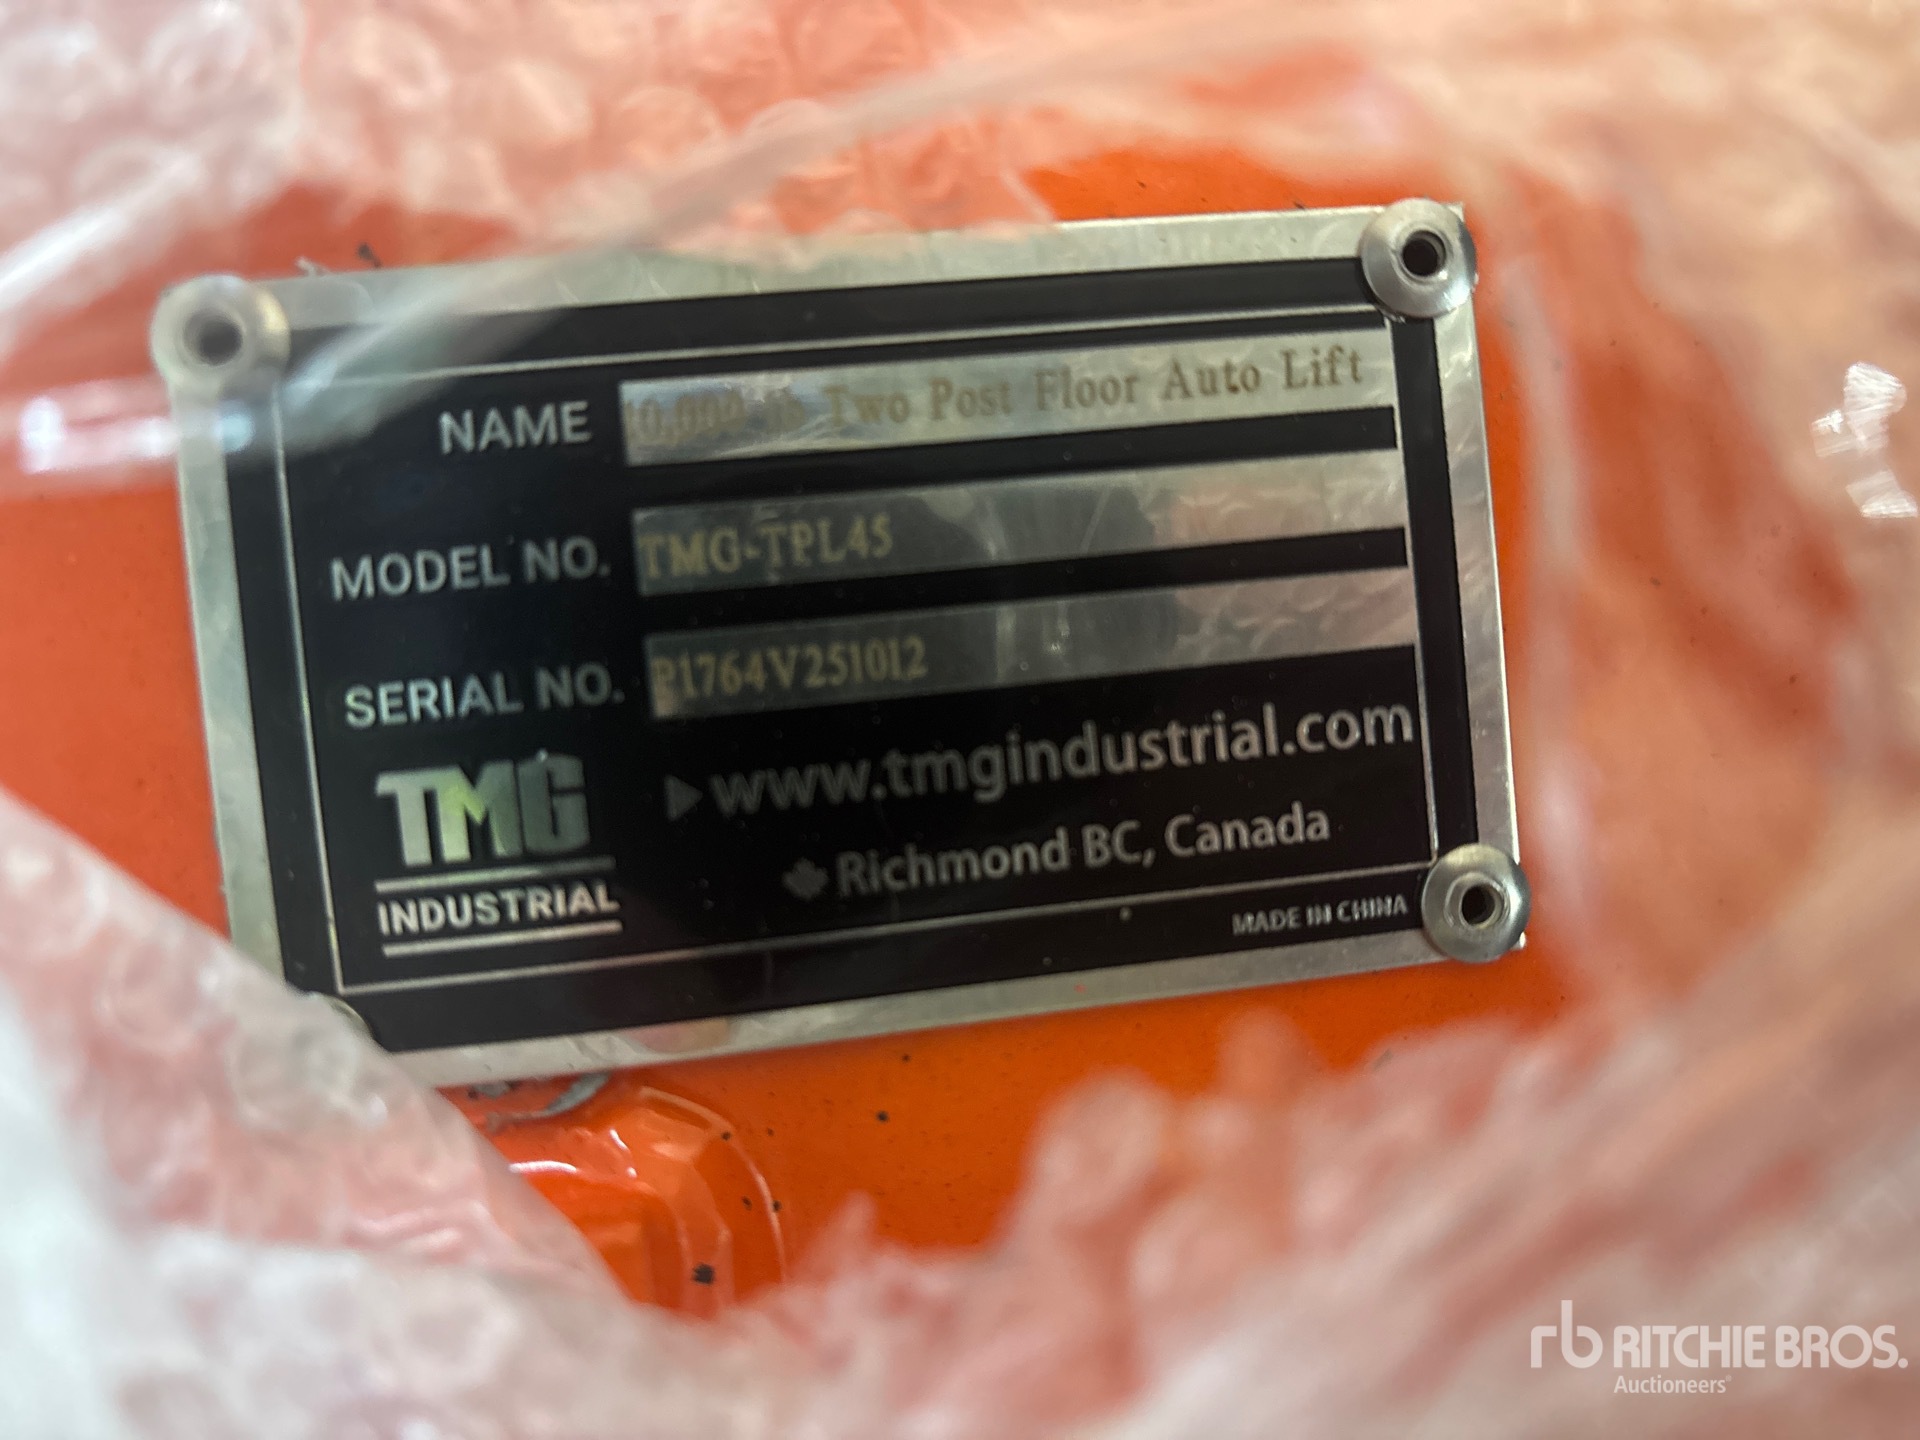 NAME 10,000 lb Two Post Floor Auto Lift
MODEL NO. TMG-TPL45
SERIAL NO. P1764V251012
TMG
INDUSTRIAL
www.tmgindustrial.com
Richmond BC, Canada
MADE IN CHINA
rb RITCHIE BROS.
Auctioneers